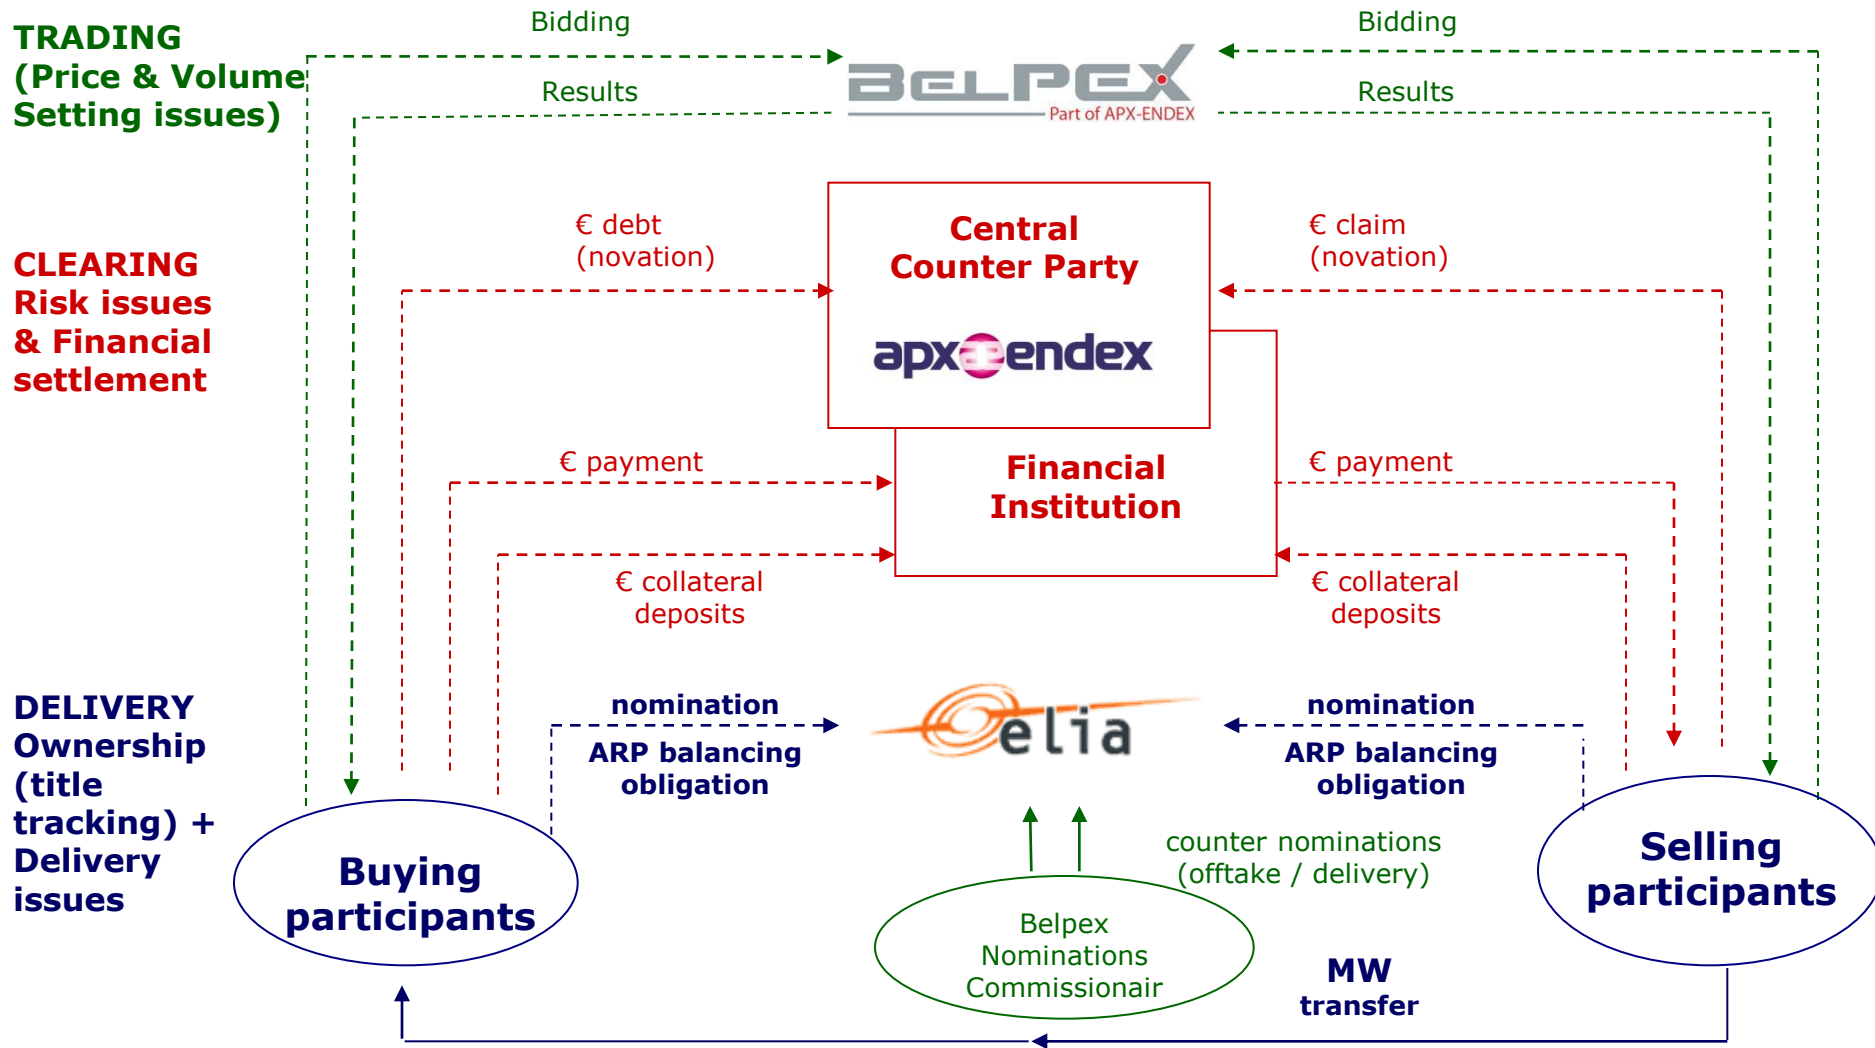 TRADING
(Price & Volume
Setting issues)
Bidding
Results
BELPEX
Part of APX-ENDEX
Bidding
Results
CLEARING
Risk issues
& Financial
settlement
€ debt
(novation)
Central
Counter Party
apx endex
€ claim
(novation)
€ payment
Financial
Institution
€ payment
€ collateral
deposits
€ collateral
deposits
DELIVERY
Ownership
(title
tracking) +
Delivery
issues
nomination
ARP balancing
obligation
elia
nomination
ARP balancing
obligation
Buying
participants
counter nominations
(offtake / delivery)
Belpex
Nominations
Commissionair
Selling
participants
MW
transfer